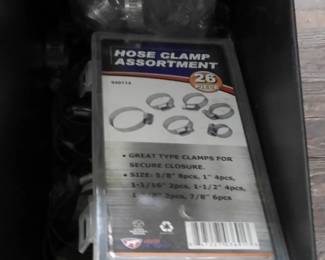 HOSE CLAMP
ASSORTMENT
26
PIECE
• GREAT TYPE CLAMPS FOR
SECURE CLOSURE.
• SIZE: 5/8" 8pcs, 1" 4pcs,
1-1/16" 2pcs, 1-1/2" 4pcs,
2pcs, 7/8" 6pcs